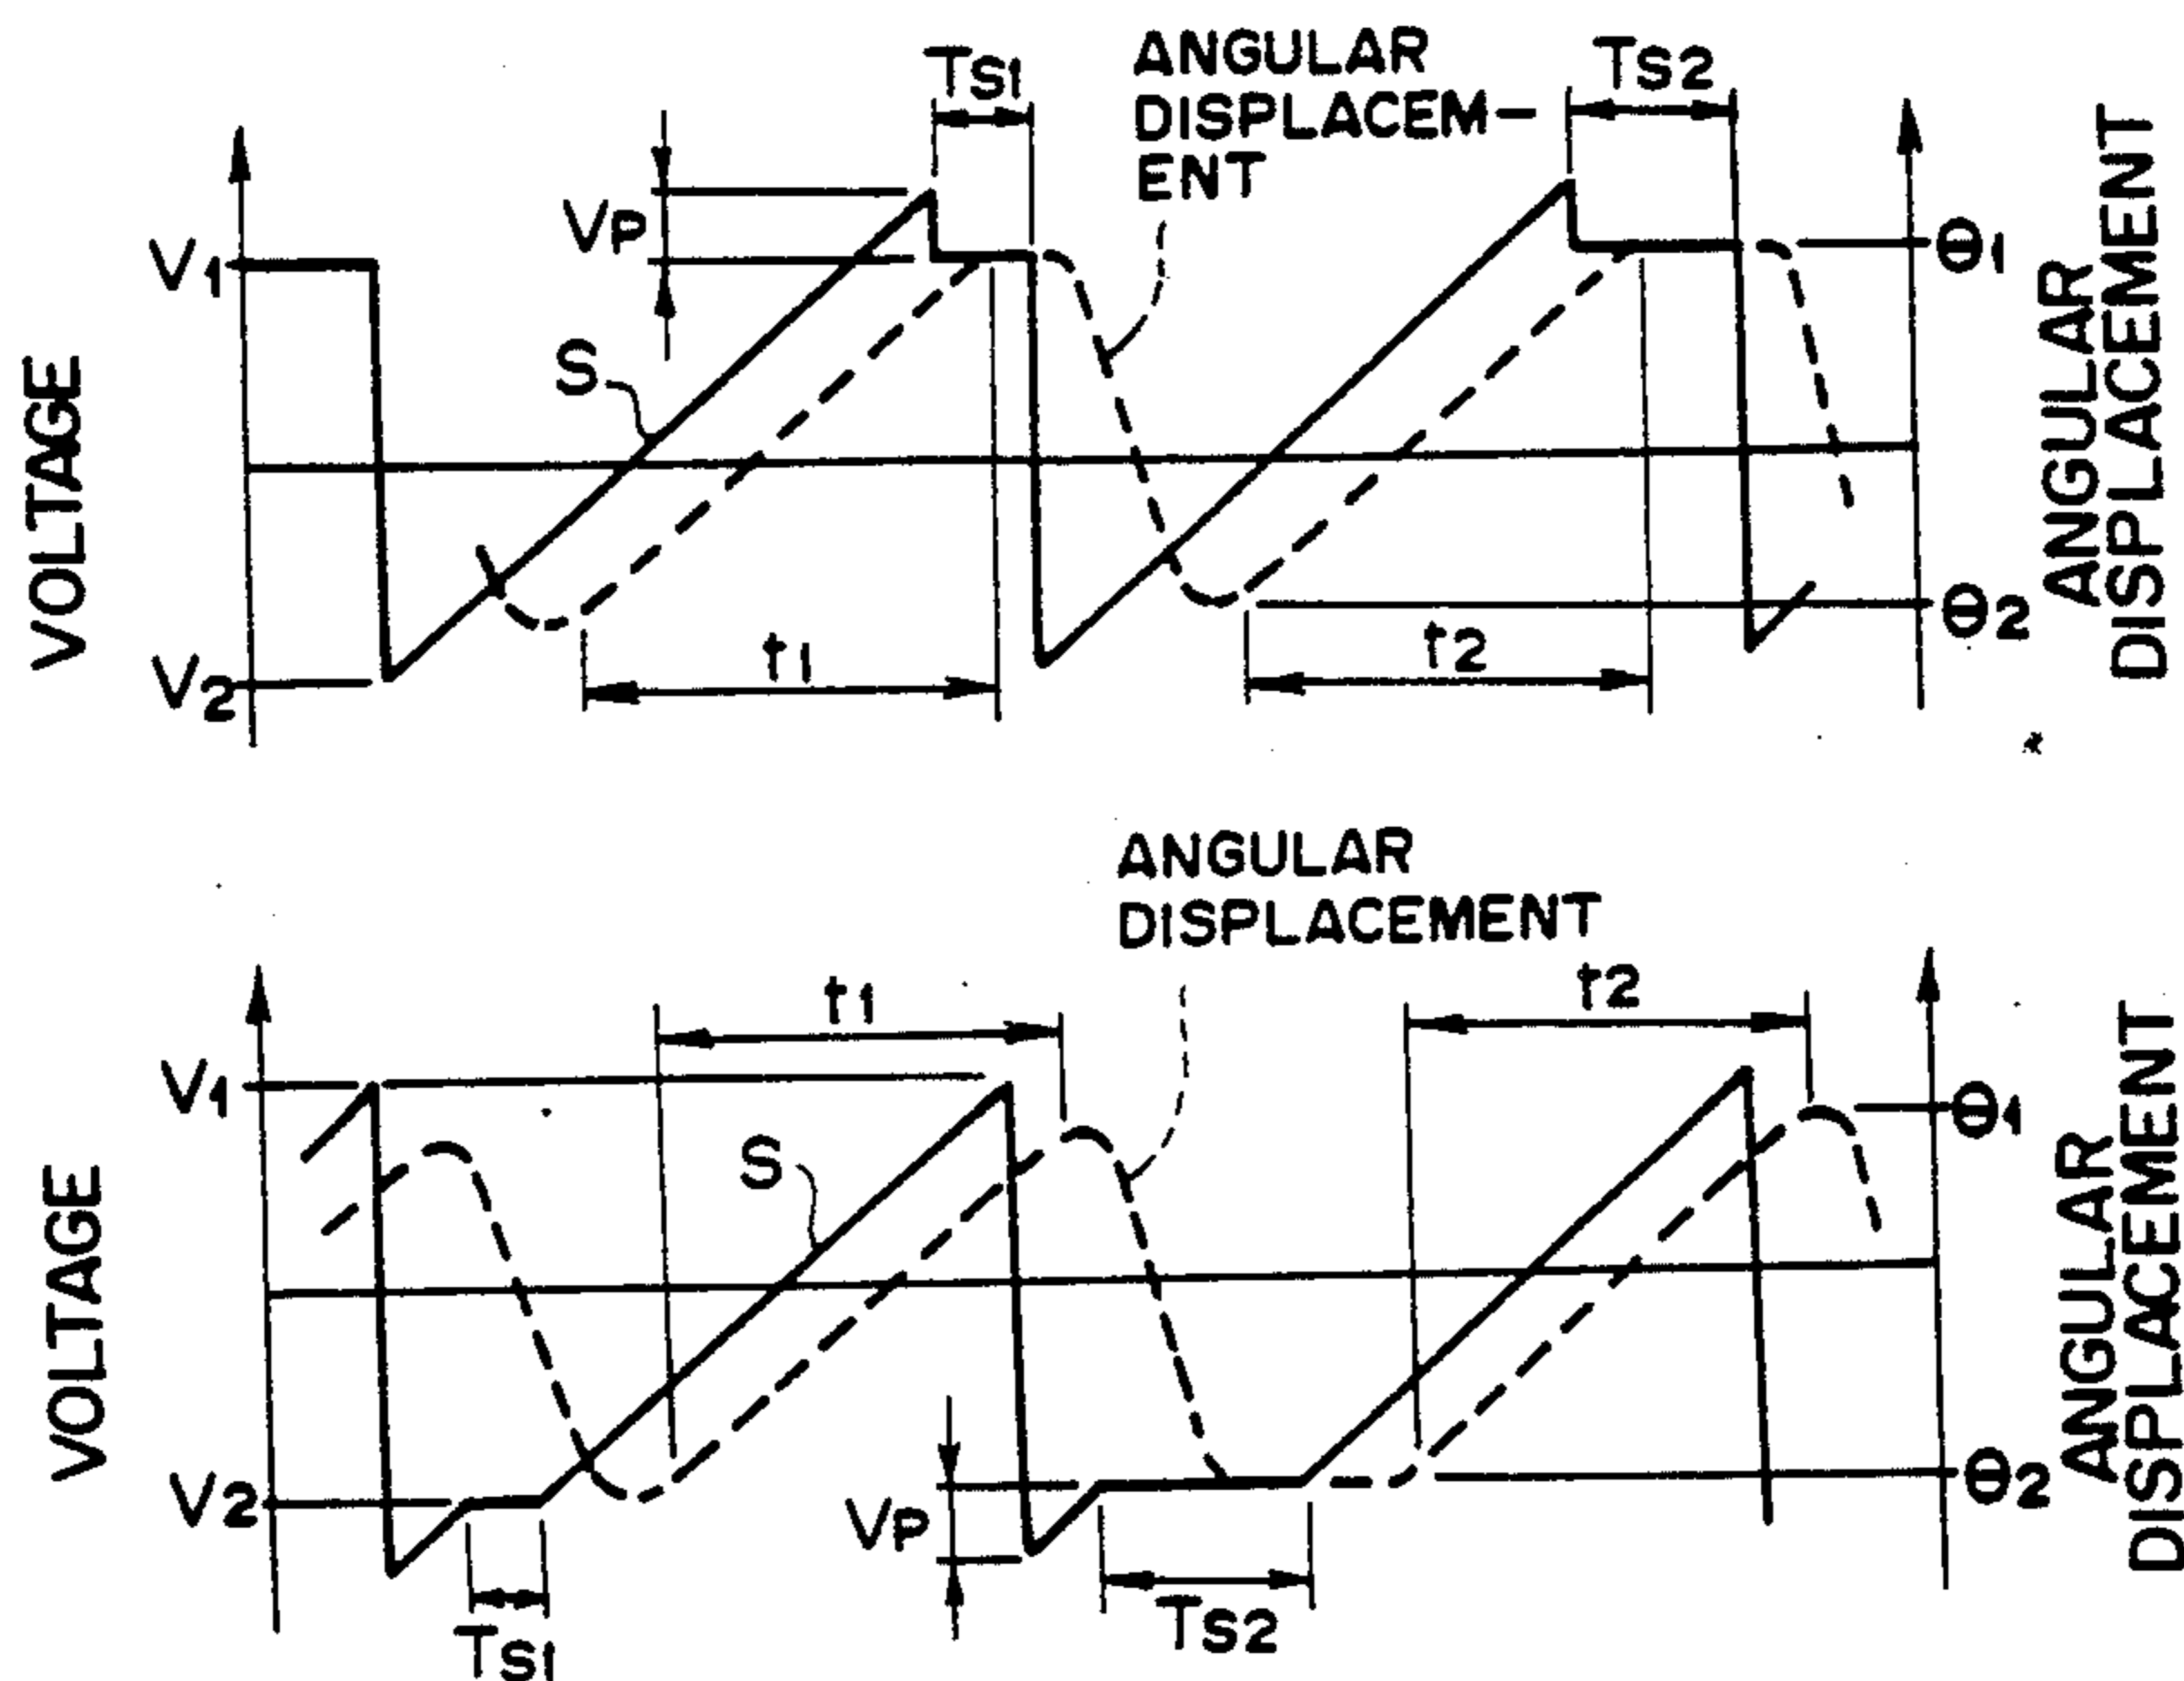 TS1
ANGULAR
DISPLACEM-
ENT
TS2
VP
V1
Θ1
S
VOLTAGE
ANGULAR
DISPLACEMENT
t1
t2
Θ2
V2
ANGULAR
DISPLACEMENT
t1
t2
V1
Θ1
S
VOLTAGE
ANGULAR
DISPLACEMENT
V2
VP
Θ2
TS1
TS2